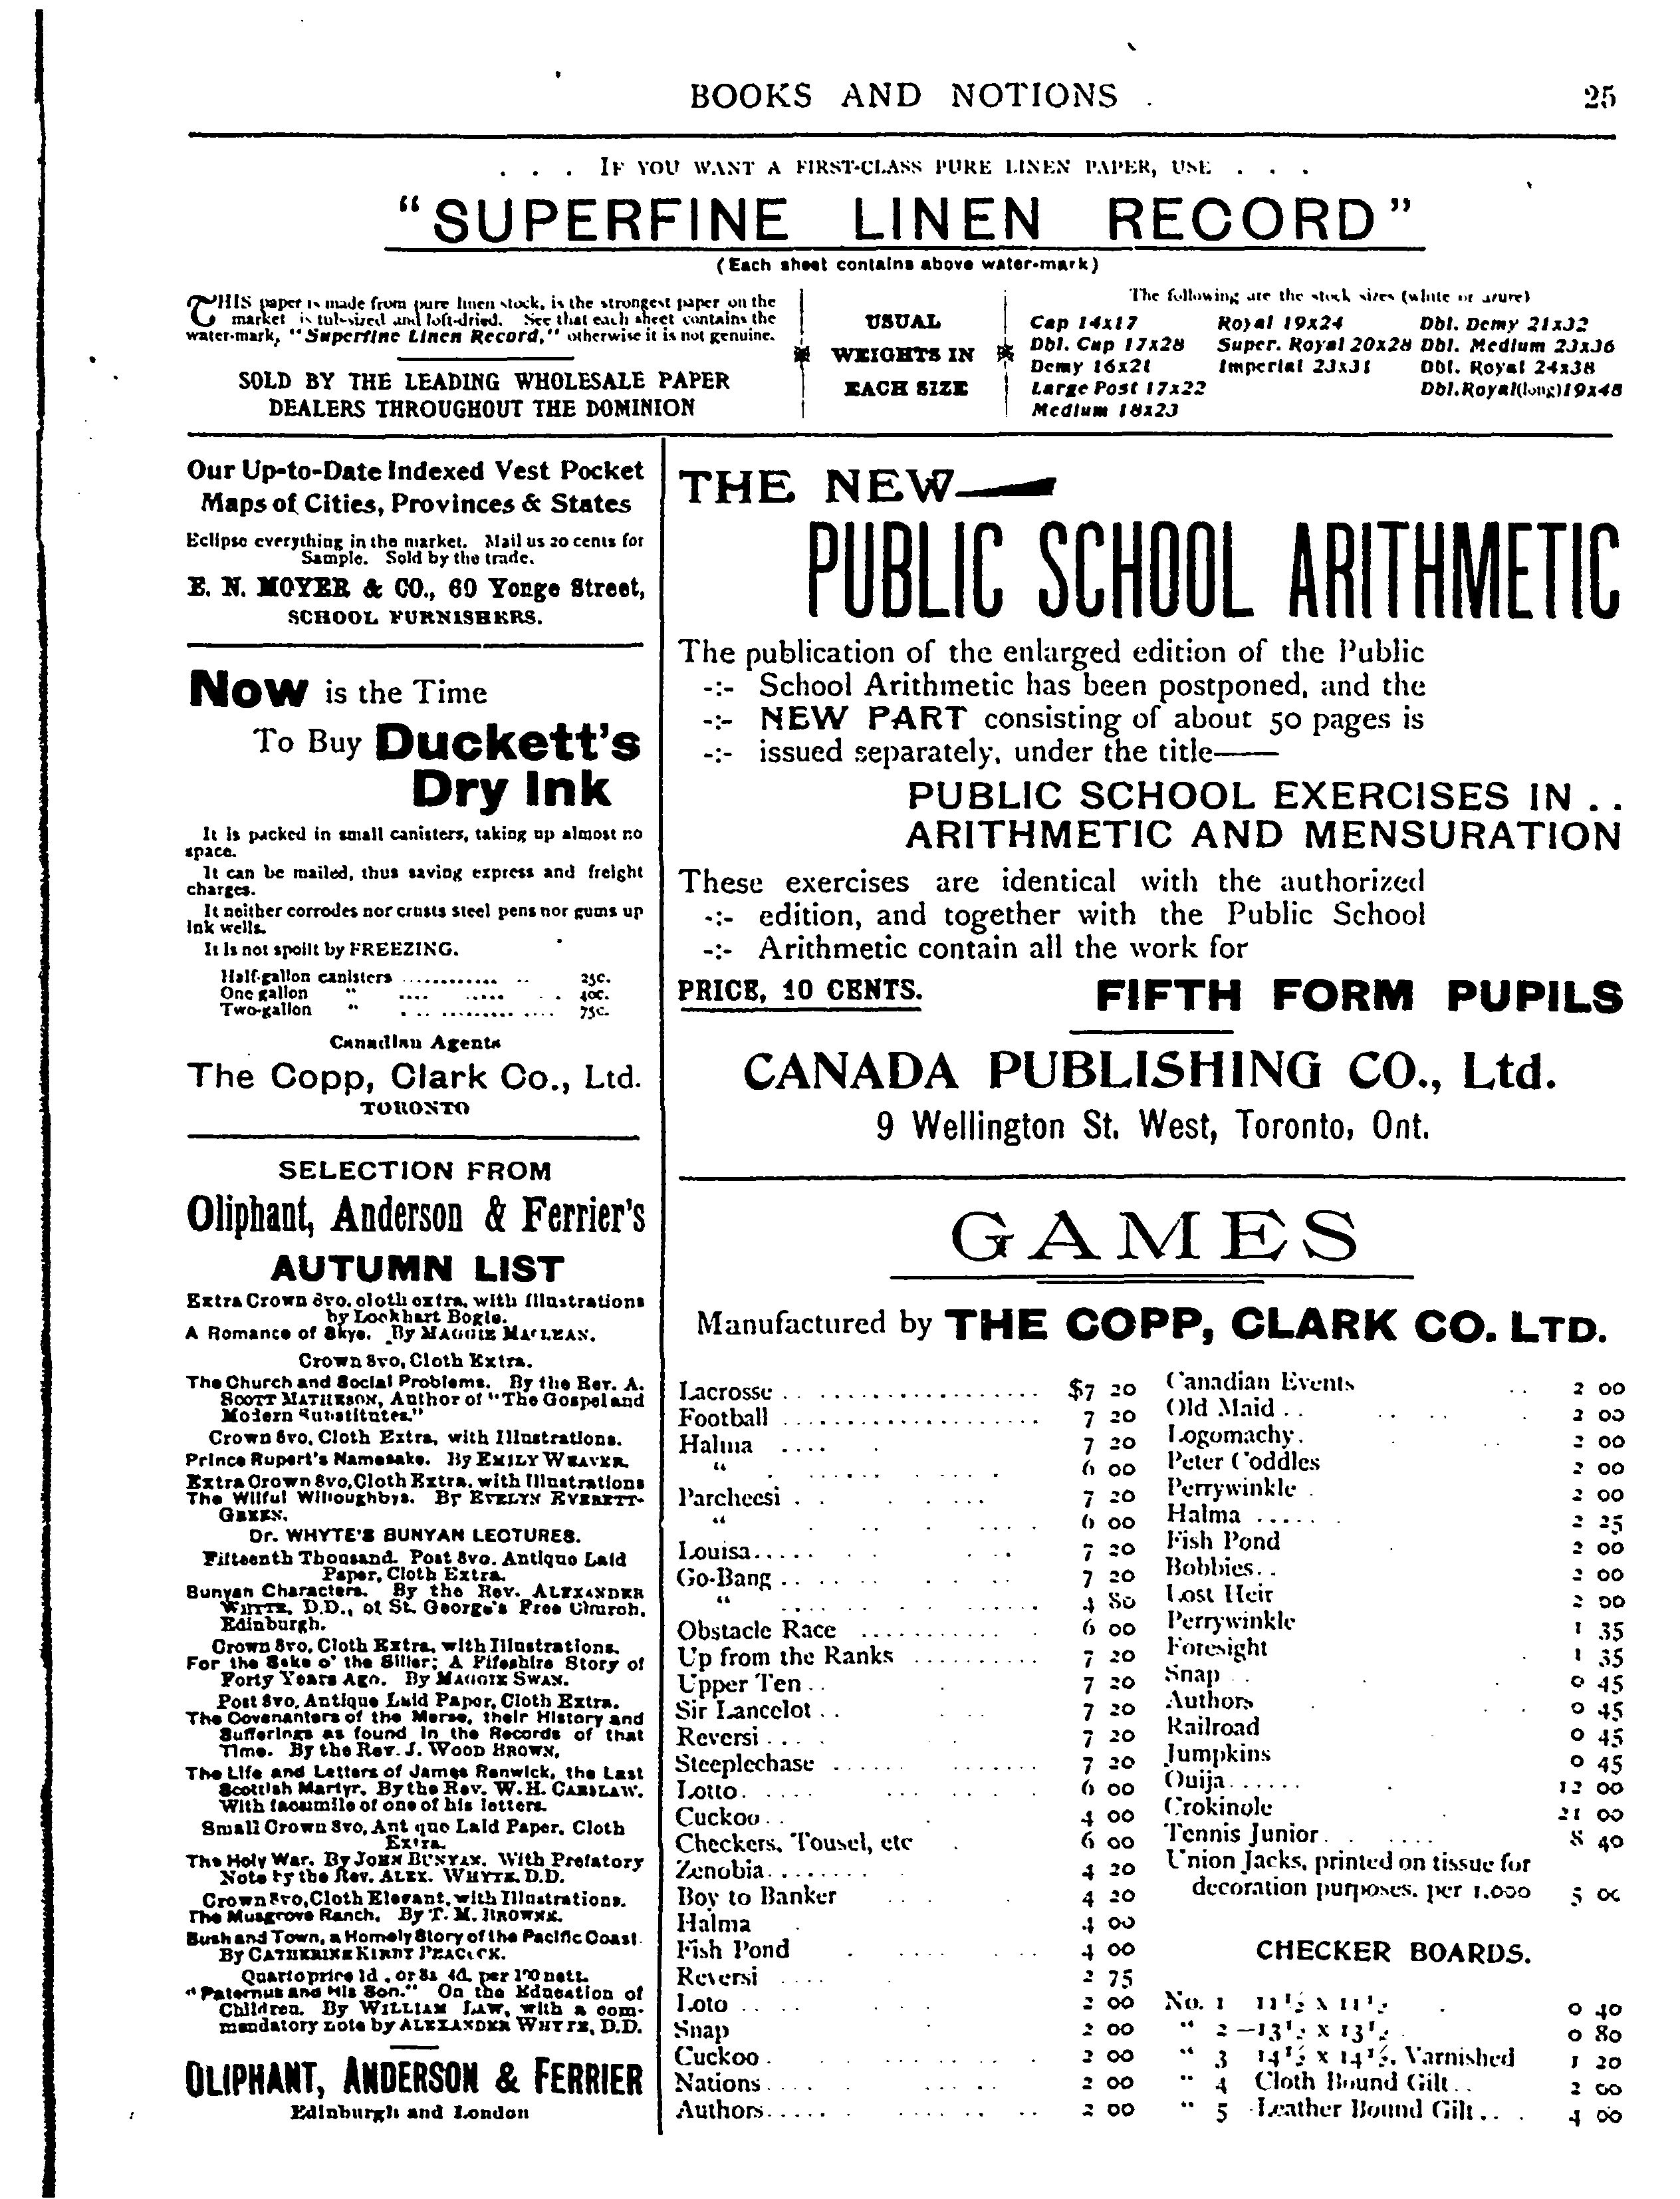 BOOKS AND NOTIONS
25
. . . IF YOU WANT A FIRST-CLASS PURE LINEN PAPER, USE . . .
"SUPERFINE LINEN RECORD"
(Each sheet contains above water-mark)
THIS paper is made from pure linen stock, is the strongest paper on the
market is tub-sized and loft-dried. See that each sheet contains the
water-mark, "Superfine Linen Record," otherwise it is not genuine.
SOLD BY THE LEADING WHOLESALE PAPER
DEALERS THROUGHOUT THE DOMINION
USUAL
WEIGHTS IN
EACH SIZE
The following are the stock sizes (white or azure)
Cap 14x17 Royal 19x24 Dbl. Demy 21x32
Dbl. Cap 17x28 Super. Royal 20x28 Dbl. Medium 23x36
Demy 16x21 Imperial 23x31 Dbl. Royal 24x38
Large Post 17x22 Dbl.Royal(long)19x48
Medium 18x23
Our Up-to-Date Indexed Vest Pocket
Maps of Cities, Provinces & States
Eclipse everything in the market. Mail us 20 cents for
Sample. Sold by the trade.
E. N. MOYER & CO., 60 Yonge Street,
SCHOOL FURNISHERS.
Now is the Time
To Buy Duckett's
Dry Ink
It is packed in small canisters, taking up almost no
space.
It can be mailed, thus saving express and freight
charges.
It neither corrodes nor crusts steel pens nor gums up
ink wells.
It is not spoilt by FREEZING.
Half-gallon canisters .............. 25c.
One gallon " .... ..... . . 40c.
Two-gallon " . .. ......... .... 75c.
Canadian Agents
The Copp, Clark Co., Ltd.
TORONTO
SELECTION FROM
Oliphant, Anderson & Ferrier's
AUTUMN LIST
Extra Crown 8vo. cloth extra, with Illustrations
by Lockhart Bogle.
A Romance of Skye. By MAGGIE MACLEAN.
Crown 8vo, Cloth Extra.
The Church and Social Problems. By the Rev. A.
SCOTT MATHESON, Author of "The Gospel and
Modern Substitutes."
Crown 8vo, Cloth Extra, with Illustrations.
Prince Rupert's Namesake. By EMILY WEAVER.
Extra Crown 8vo, Cloth Extra, with Illustrations
The Wilful Willoughbys. By EVELYN EVERETT-
GREEN.
Dr. WHYTE'S BUNYAN LECTURES.
Fifteenth Thousand. Post 8vo. Antique Laid
Paper, Cloth Extra.
Bunyan Characters. By the Rev. ALEXANDER
WHYTE, D.D., of St. George's Free Church,
Edinburgh.
Crown 8vo, Cloth Extra, with Illustrations.
For the Sake o' the Siller; A Fifeshire Story of
Forty Years Ago. By MAGGIE SWAN.
Post 8vo, Antique Laid Paper, Cloth Extra.
The Covenanters of the Merse, their History and
Sufferings as found in the Records of that
Time. By the Rev. J. WOOD BROWN.
The Life and Letters of James Renwick, the Last
Scottish Martyr. By the Rev. W. H. CARSLAW.
With facsimile of one of his letters.
Small Crown 8vo, Ant que Laid Paper, Cloth
Extra.
The Holy War. By JOHN BUNYAN. With Prefatory
Note by the Rev. ALEX. WHYTE, D.D.
Crown 8vo, Cloth Elegant, with Illustrations.
The Musgrove Ranch. By T. M. BROWNE.
Bush and Town, a Homely Story of the Pacific Coast.
By CATHERINE KIRBY PEACOCK.
Quarto price 1d, or 8s 4d. per 100 nett.
"Paternus and His Son." On the Education of
Children. By WILLIAM LAW, with a com-
mendatory note by ALEXANDER WHYTE, D.D.
OLIPHANT, ANDERSON & FERRIER
Edinburgh and London
THE NEW
PUBLIC SCHOOL ARITHMETIC
The publication of the enlarged edition of the Public
-:- School Arithmetic has been postponed, and the
-:- NEW PART consisting of about 50 pages is
-:- issued separately, under the title——
PUBLIC SCHOOL EXERCISES IN . .
ARITHMETIC AND MENSURATION
These exercises are identical with the authorized
-:- edition, and together with the Public School
-:- Arithmetic contain all the work for
PRICE, 10 CENTS. FIFTH FORM PUPILS
CANADA PUBLISHING CO., Ltd.
9 Wellington St. West, Toronto, Ont.
GAMES
Manufactured by THE COPP, CLARK CO. LTD.
Lacrosse $7 20
Football 7 20
Halma 7 20
" 6 00
Parcheesi 7 20
" 6 00
Louisa 7 20
Go-Bang 7 20
" 4 80
Obstacle Race 6 00
Up from the Ranks 7 20
Upper Ten 7 20
Sir Lancelot 7 20
Reversi 7 20
Steeplechase 7 20
Lotto 6 00
Cuckoo 4 00
Checkers, Tousel, etc 6 00
Zenobia 4 20
Boy to Banker 4 20
Halma 4 00
Fish Pond 4 00
Reversi 2 75
Loto 2 00
Snap 2 00
Cuckoo 2 00
Nations 2 00
Authors 2 00
Canadian Events 2 00
Old Maid 2 00
Logomachy 2 00
Peter Coddles 2 00
Perrywinkle 2 00
Halma 2 25
Fish Pond 2 00
Bobbies 2 00
Lost Heir 2 00
Perrywinkle 1 35
Foresight 1 35
Snap 0 45
Authors 0 45
Railroad 0 45
Jumpkins 0 45
Ouija 12 00
Crokinole 21 00
Tennis Junior 8 40
Union Jacks, printed on tissue for
decoration purposes, per 1,000 5 00
CHECKER BOARDS.
No. 1 11½ x 11½ 0 40
" 2 —13½ x 13½ 0 80
" 3 14½ x 14½, Varnished 1 20
" 4 Cloth Bound Gilt 2 00
" 5 Leather Bound Gilt 4 00